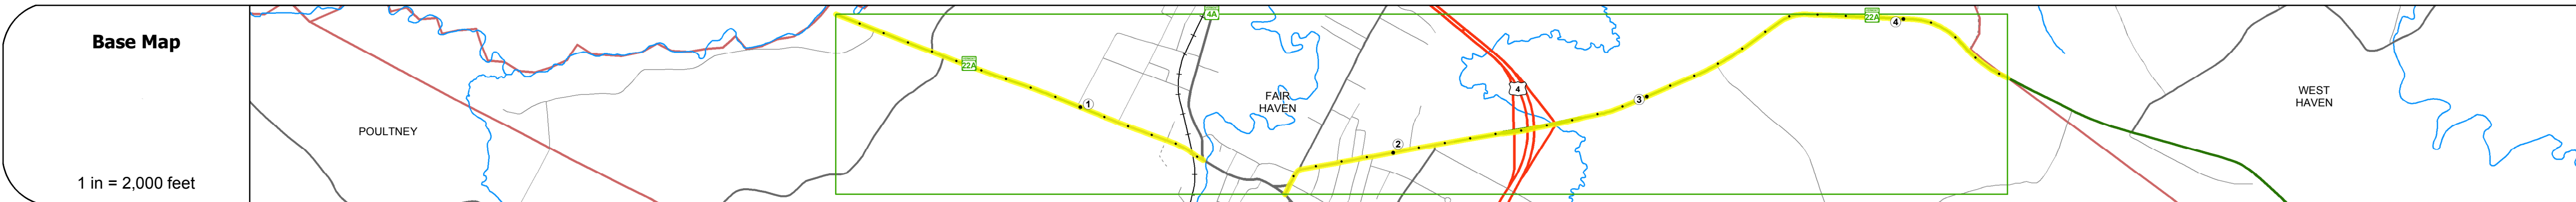 Base Map
1 in = 2,000 feet
POULTNEY
22A
1
4A
FAIR
HAVEN
2
4
3
22A
4
WEST
HAVEN